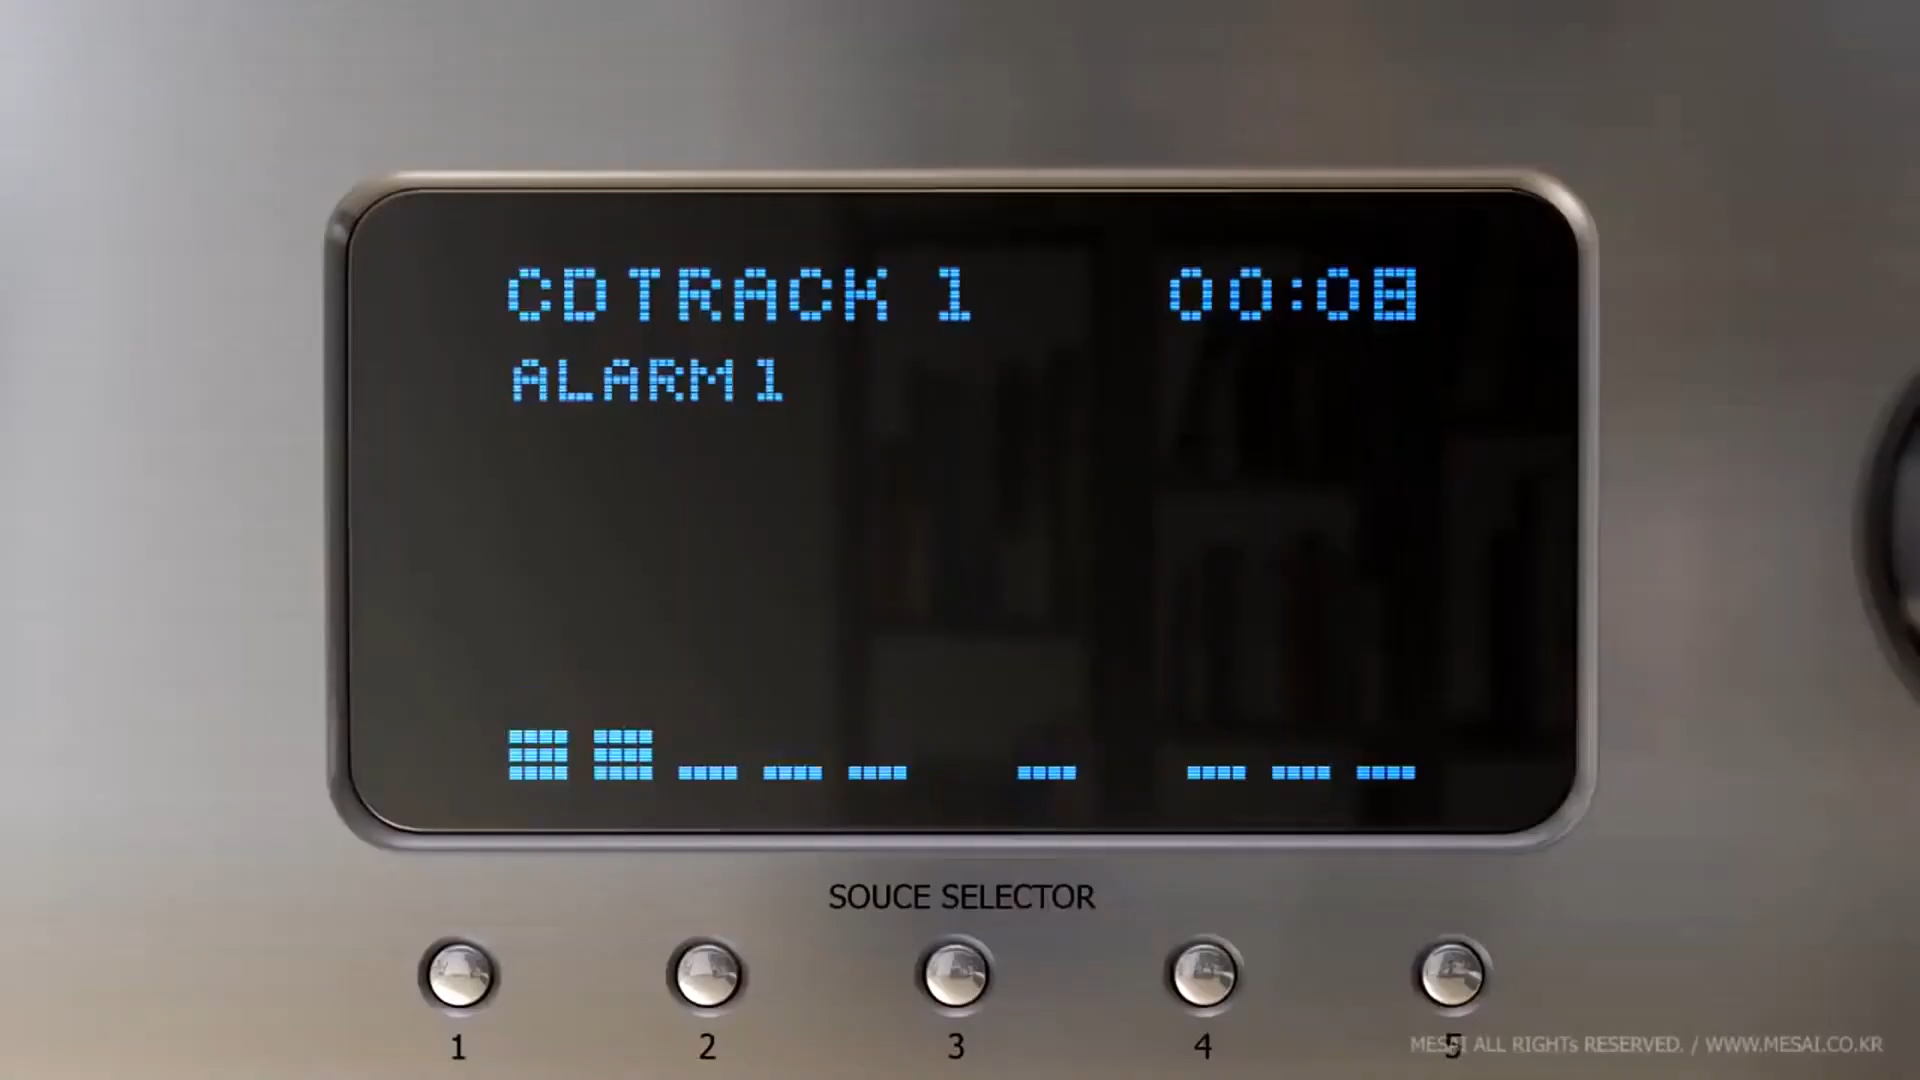 CDTRACK 1 00:08
ALARM 1
SOUCE SELECTOR
1 2 3 4 5
MESAI ALL RIGHTs RESERVED. / WWW.MESAI.CO.KR